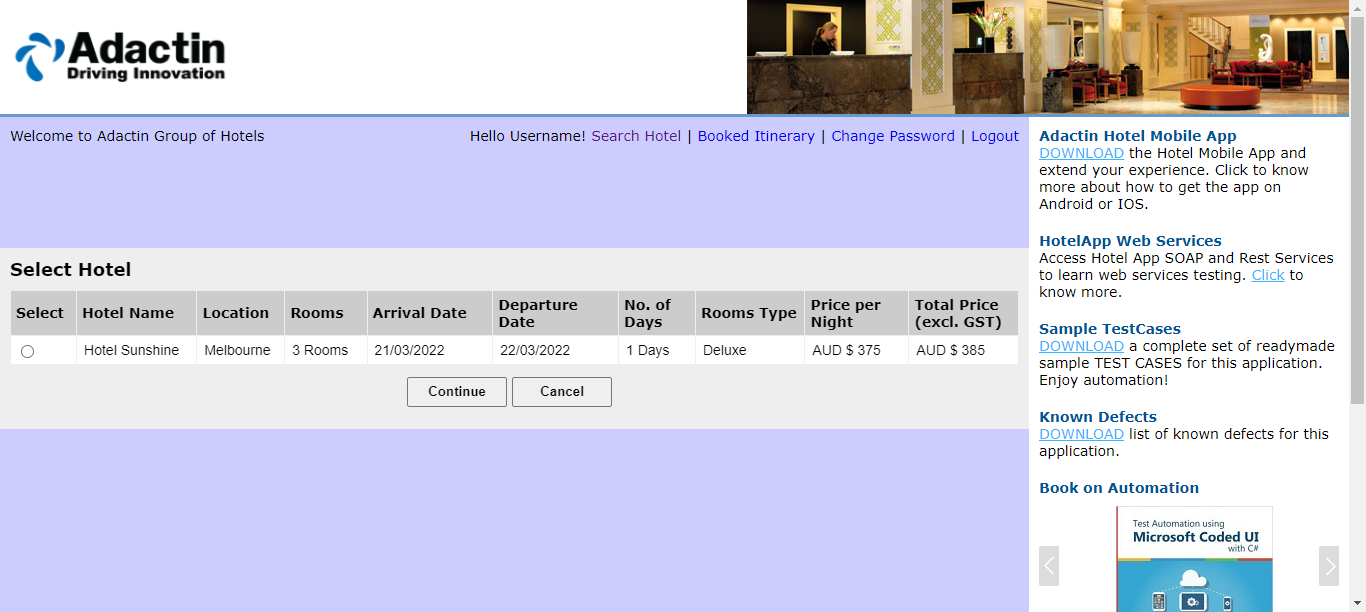 Adactin
Driving Innovation
Welcome to Adactin Group of Hotels
Hello Username! Search Hotel | Booked Itinerary | Change Password | Logout
Select Hotel
Select Hotel Name Location Rooms Arrival Date Departure Date No. of Days Rooms Type Price per Night Total Price (excl. GST)
Hotel Sunshine Melbourne 3 Rooms 21/03/2022 22/03/2022 1 Days Deluxe AUD $ 375 AUD $ 385
Continue Cancel
Adactin Hotel Mobile App
DOWNLOAD the Hotel Mobile App and
extend your experience. Click to know
more about how to get the app on
Android or IOS.
HotelApp Web Services
Access Hotel App SOAP and Rest Services
to learn web services testing. Click to
know more.
Sample TestCases
DOWNLOAD a complete set of readymade
sample TEST CASES for this application.
Enjoy automation!
Known Defects
DOWNLOAD list of known defects for this
application.
Book on Automation
Test Automation using
Microsoft Coded UI
with C#